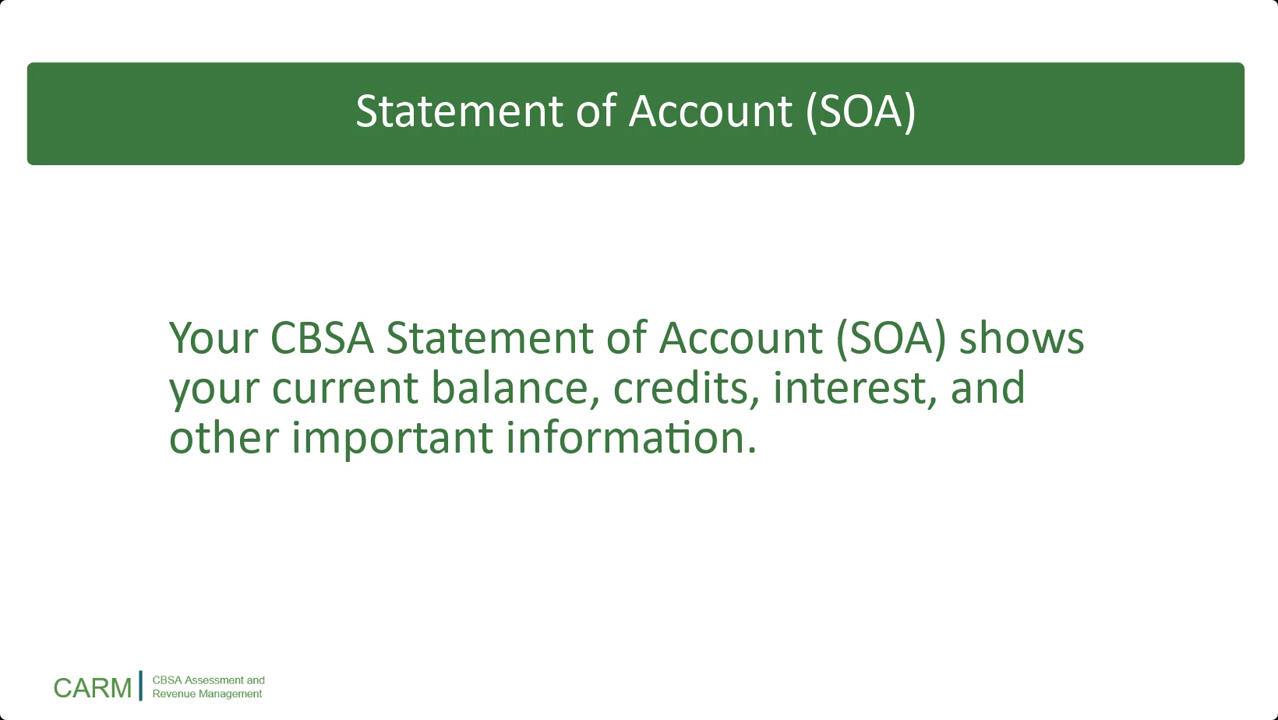 Statement of Account (SOA)
Your CBSA Statement of Account (SOA) shows
your current balance, credits, interest, and
other important information.
CARM
CBSA Assessment and
Revenue Management